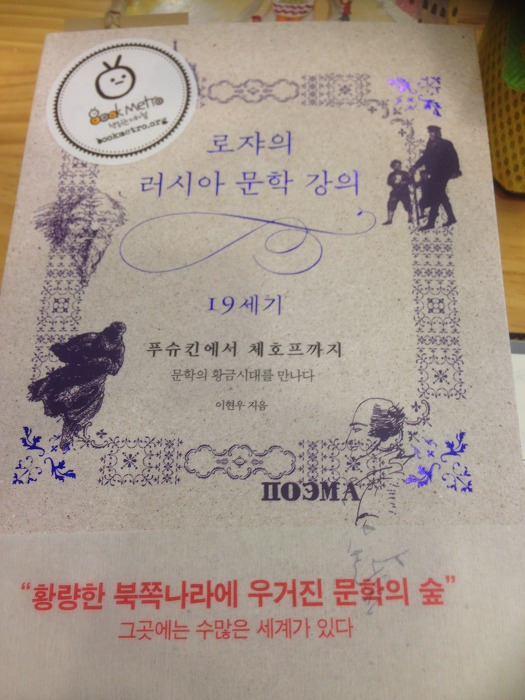 Book Metro
bookmetro.org
로쟈의
러시아 문학 강의
19세기
푸슈킨에서 체호프까지
문학의 황금시대를 만나다
이현우 지음
ПОЭМА
“황량한 북쪽나라에 우거진 문학의 숲”
그곳에는 수많은 세계가 있다